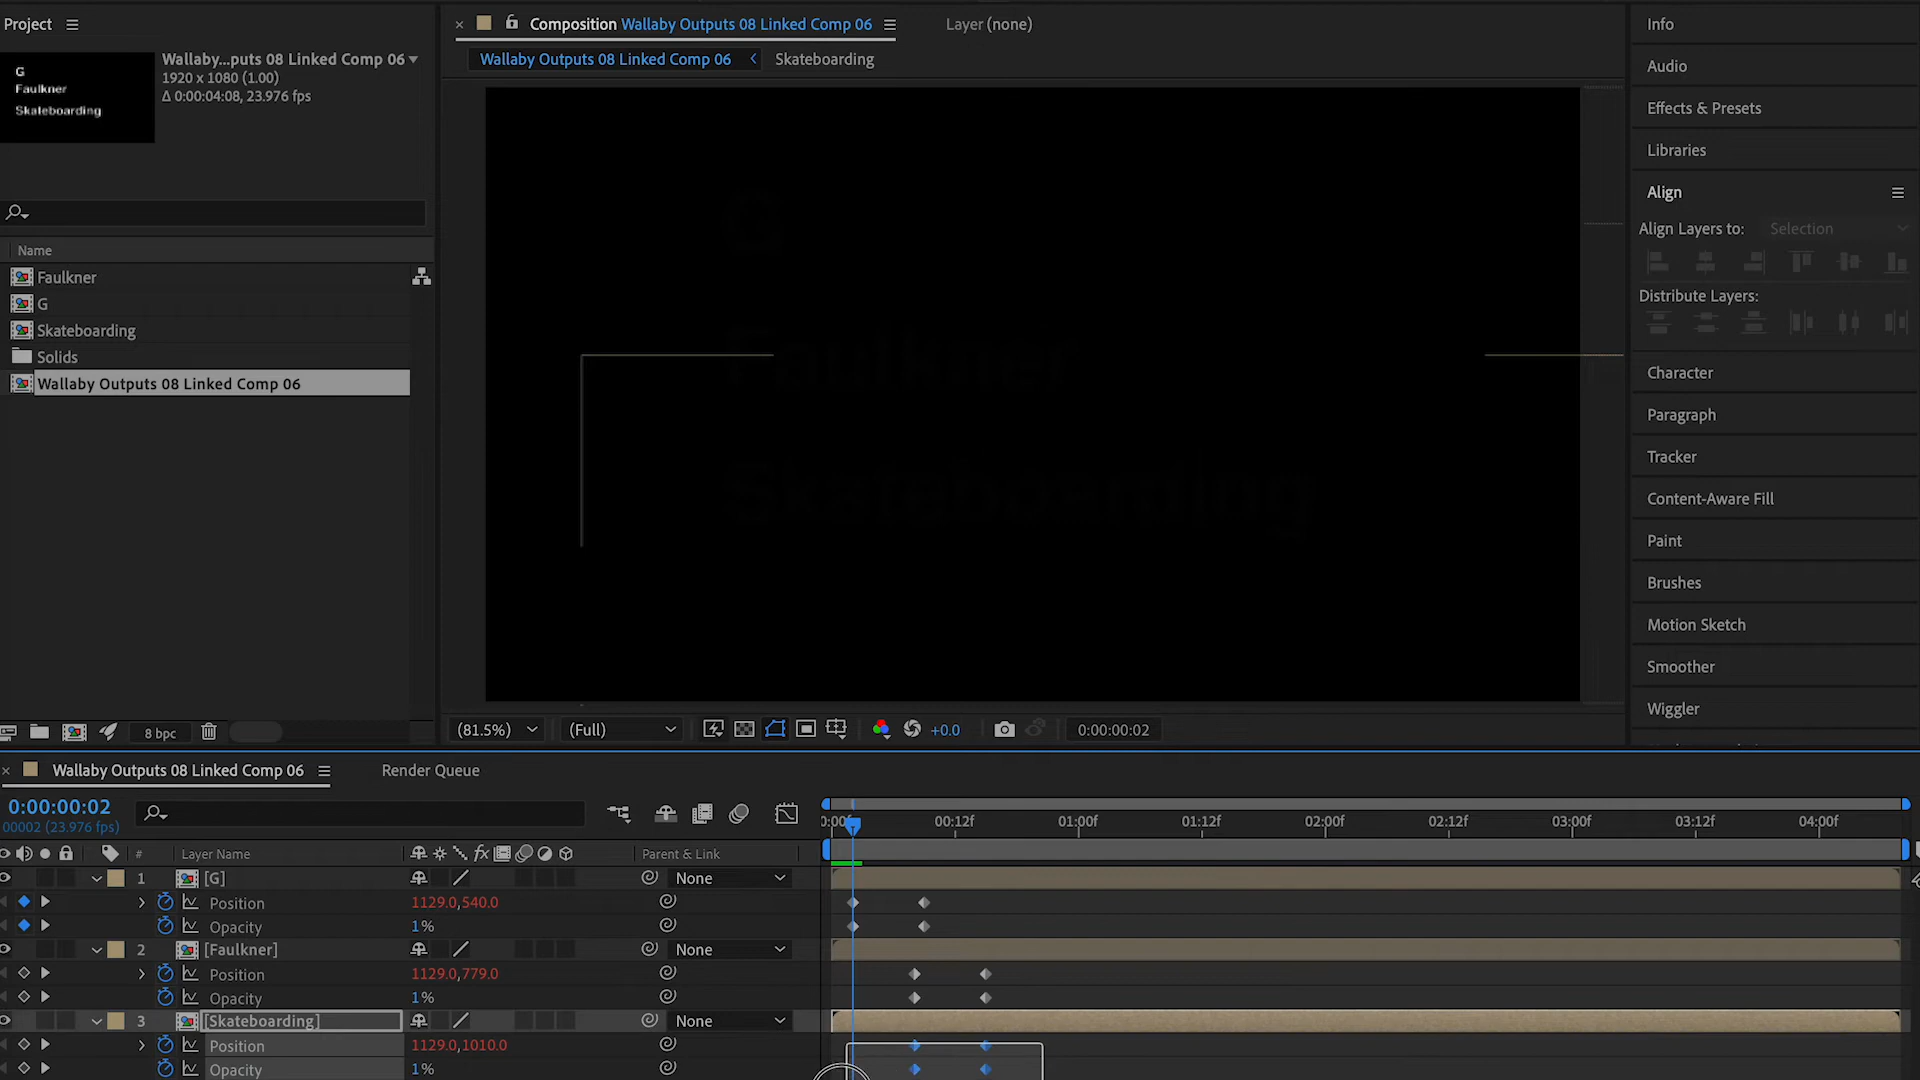 Project
Wallaby...puts 08 Linked Comp 06
1920 x 1080 (1.00)
Δ 0:00:04:08, 23.976 fps
G
Faulkner
Skateboarding
Name
Faulkner
G
Skateboarding
Solids
Wallaby Outputs 08 Linked Comp 06
8 bpc
Composition Wallaby Outputs 08 Linked Comp 06
Layer (none)
Wallaby Outputs 08 Linked Comp 06
Skateboarding
G
Faulkner
Skateboarding
(81.5%)
(Full)
+0.0
0:00:00:02
Info
Audio
Effects & Presets
Libraries
Align
Align Layers to:
Selection
Distribute Layers:
Character
Paragraph
Tracker
Content-Aware Fill
Paint
Brushes
Motion Sketch
Smoother
Wiggler
Wallaby Outputs 08 Linked Comp 06
Render Queue
0:00:00:02
00002 (23.976 fps)
0:00f
00:12f
01:00f
01:12f
02:00f
02:12f
03:00f
03:12f
04:00f
#
Layer Name
fx
Parent & Link
1 [G] None
Position 1129.0,540.0
Opacity 1%
2 [Faulkner] None
Position 1129.0,779.0
Opacity 1%
3 [Skateboarding] None
Position 1129.0,1010.0
Opacity 1%